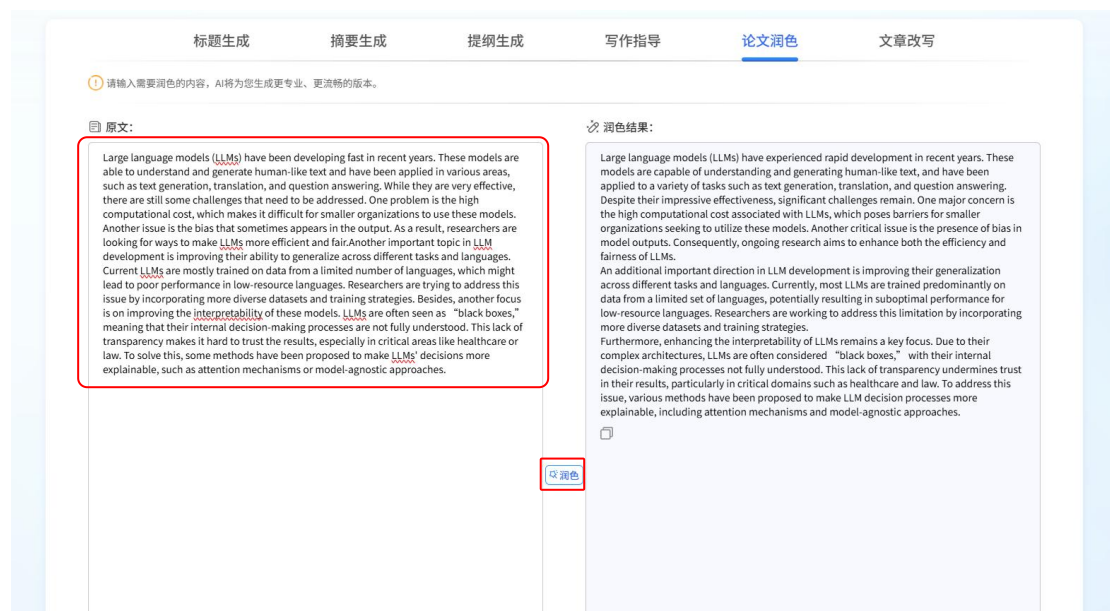 标题生成
摘要生成
提纲生成
写作指导
论文润色
文章改写
请输入需要润色的内容，AI将为您生成更专业、更流畅的版本。
原文：
Large language models (LLMs) have been developing fast in recent years. These models are
able to understand and generate human-like text and have been applied in various areas,
such as text generation, translation, and question answering. While they are very effective,
there are still some challenges that need to be addressed. One problem is the high
computational cost, which makes it difficult for smaller organizations to use these models.
Another issue is the bias that sometimes appears in the output. As a result, researchers are
looking for ways to make LLMs more efficient and fair.Another important topic in LLM
development is improving their ability to generalize across different tasks and languages.
Current LLMs are mostly trained on data from a limited number of languages, which might
lead to poor performance in low-resource languages. Researchers are trying to address this
issue by incorporating more diverse datasets and training strategies. Besides, another focus
is on improving the interpretability of these models. LLMs are often seen as “black boxes,”
meaning that their internal decision-making processes are not fully understood. This lack of
transparency makes it hard to trust the results, especially in critical areas like healthcare or
law. To solve this, some methods have been proposed to make LLMs' decisions more
explainable, such as attention mechanisms or model-agnostic approaches.
润色
润色结果：
Large language models (LLMs) have experienced rapid development in recent years. These
models are capable of understanding and generating human-like text, and have been
applied to a variety of tasks such as text generation, translation, and question answering.
Despite their impressive effectiveness, significant challenges remain. One major concern is
the high computational cost associated with LLMs, which poses barriers for smaller
organizations seeking to utilize these models. Another critical issue is the presence of bias in
model outputs. Consequently, ongoing research aims to enhance both the efficiency and
fairness of LLMs.
An additional important direction in LLM development is improving their generalization
across different tasks and languages. Currently, most LLMs are trained predominantly on
data from a limited set of languages, potentially resulting in suboptimal performance for
low-resource languages. Researchers are working to address this limitation by incorporating
more diverse datasets and training strategies.
Furthermore, enhancing the interpretability of LLMs remains a key focus. Due to their
complex architectures, LLMs are often considered “black boxes,” with their internal
decision-making processes not fully understood. This lack of transparency undermines trust
in their results, particularly in critical domains such as healthcare and law. To address this
issue, various methods have been proposed to make LLM decision processes more
explainable, including attention mechanisms and model-agnostic approaches.